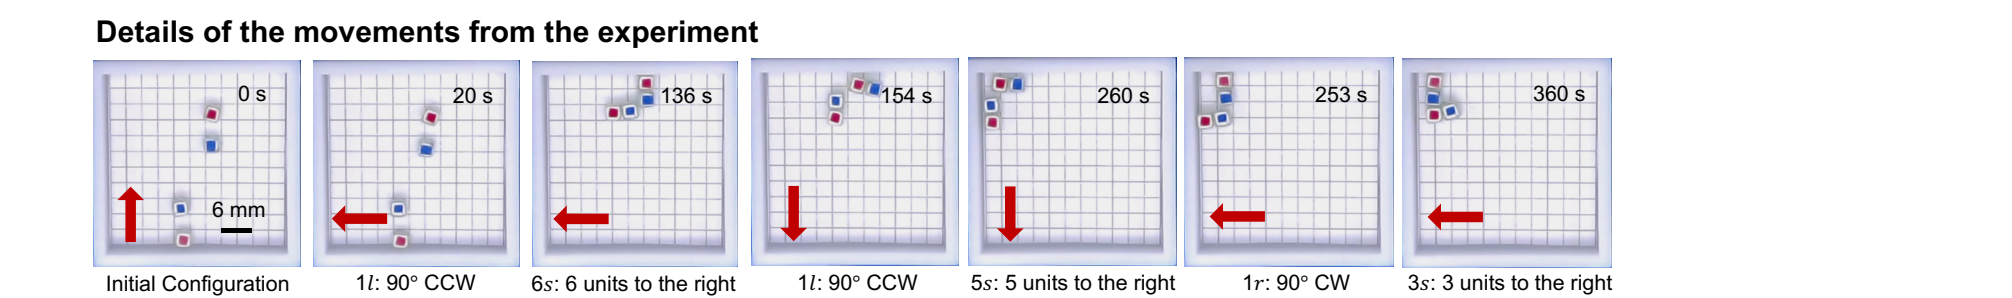 Details of the movements from the experiment
0 s
6 mm
Initial Configuration
20 s
1l: 90° CCW
136 s
6s: 6 units to the right
154 s
1l: 90° CCW
260 s
5s: 5 units to the right
253 s
1r: 90° CW
360 s
3s: 3 units to the right